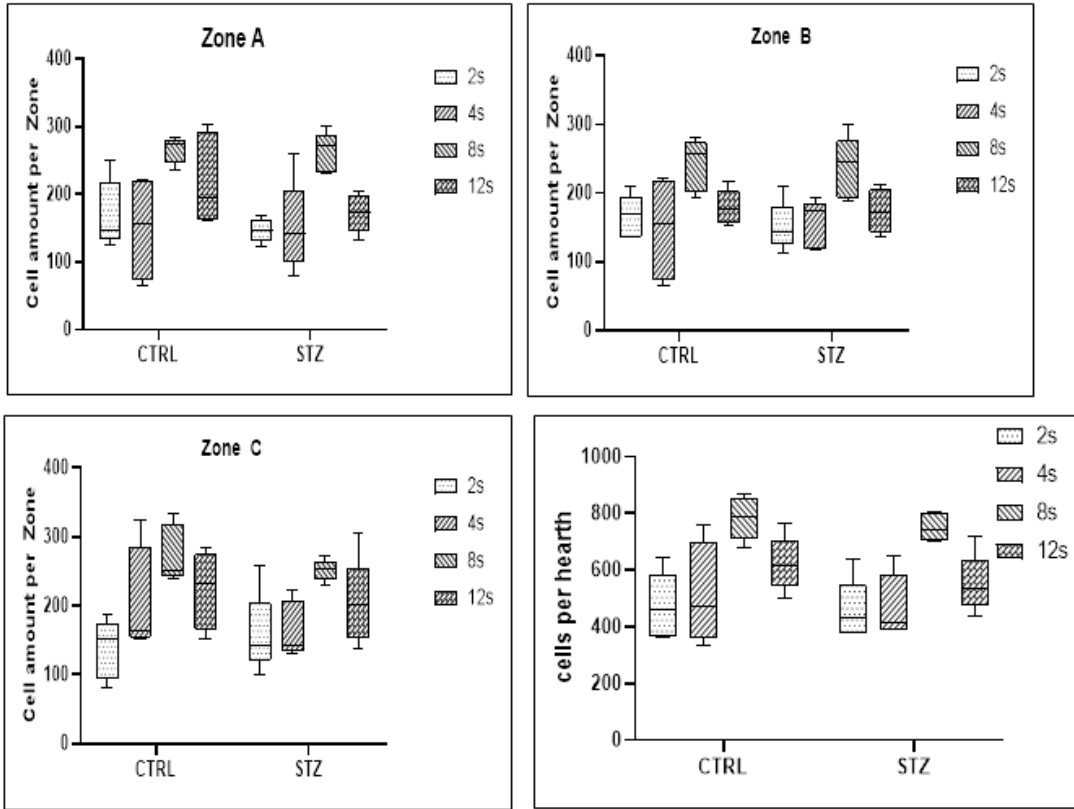 Zone A
Cell amount per Zone
400
300
200
100
0
CTRL
STZ
2s
4s
8s
12s
Zone B
Cell amount per Zone
400
300
200
100
0
CTRL
STZ
2s
4s
8s
12s
Zone C
Cell amount per Zone
400
300
200
100
0
CTRL
STZ
2s
4s
8s
12s
cells per hearth
1000
800
600
400
200
0
CTRL
STZ
2s
4s
8s
12s